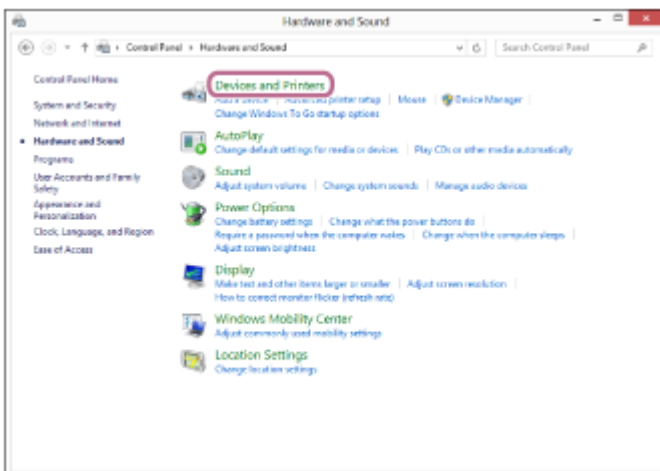 Hardware and Sound
Control Panel
Hardware and Sound
Search Control Panel
Control Panel Home
System and Security
Network and Internet
Hardware and Sound
Programs
User Accounts and Family
Safety
Appearance and
Personalization
Clock, Language, and Region
Ease of Access
Devices and Printers
Add a device Advanced printer setup Mouse Device Manager
Change Windows To Go startup options
AutoPlay
Change default settings for media or devices Play CDs or other media automatically
Sound
Adjust system volume Change system sounds Manage audio devices
Power Options
Change battery settings Change what the power buttons do
Require a password when the computer wakes Change when the computer sleeps
Adjust screen brightness
Display
Make text and other items larger or smaller Adjust screen resolution
How to correct monitor flicker (refresh rate)
Windows Mobility Center
Adjust commonly used mobility settings
Location Settings
Change location settings